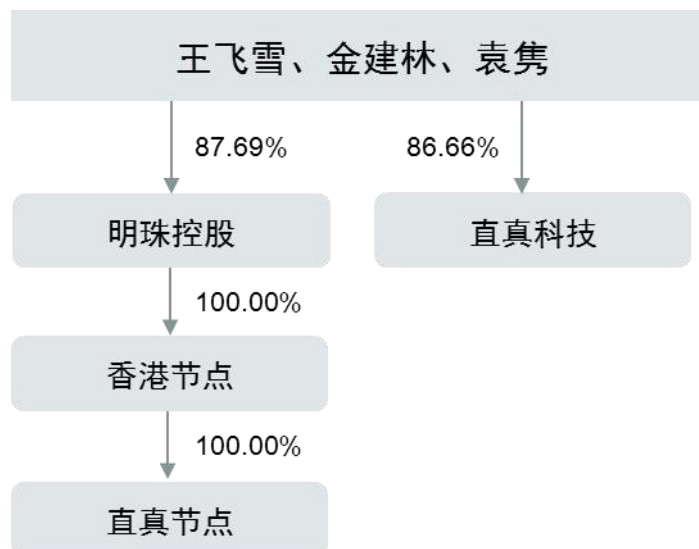 王飞雪、金建林、袁隽
87.69%
86.66%
明珠控股
直真科技
100.00%
香港节点
100.00%
直真节点